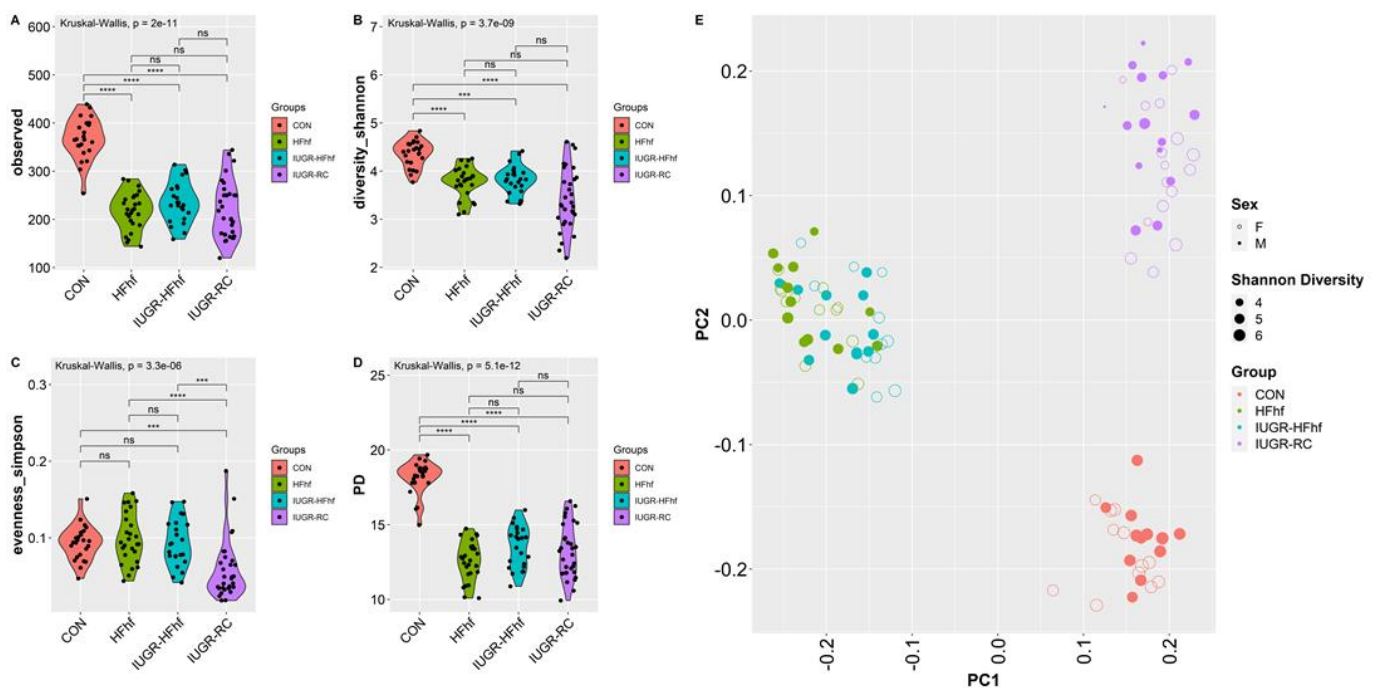 A
Kruskal-Wallis, p = 2e-11
600
500
400
300
200
100
observed
ns
ns
ns
****
****
****
CON
HFhf
IUGR-HFhf
IUGR-RC
Groups
CON
HFhf
IUGR-HFhf
IUGR-RC
B
Kruskal-Wallis, p = 3.7e-09
7
6
5
4
3
2
diversity_shannon
ns
ns
ns
****
***
****
CON
HFhf
IUGR-HFhf
IUGR-RC
Groups
CON
HFhf
IUGR-HFhf
IUGR-RC
C
Kruskal-Wallis, p = 3.3e-06
0.3
0.2
0.1
evenness_simpson
***
****
ns
***
ns
ns
CON
HFhf
IUGR-HFhf
IUGR-RC
Groups
CON
HFhf
IUGR-HFhf
IUGR-RC
D
Kruskal-Wallis, p = 5.1e-12
25
20
15
10
PD
ns
ns
ns
****
****
****
CON
HFhf
IUGR-HFhf
IUGR-RC
Groups
CON
HFhf
IUGR-HFhf
IUGR-RC
E
0.2
0.1
0.0
-0.1
-0.2
PC2
-0.2
-0.1
0.0
0.1
0.2
PC1
Sex
F
M
Shannon Diversity
4
5
6
Group
CON
HFhf
IUGR-HFhf
IUGR-RC